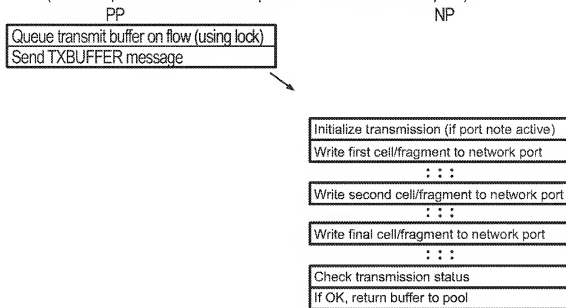 PP NP
Queue transmit buffer on flow (using lock)
Send TXBUFFER message
Initialize transmission (if port note active)
Write first cell/fragment to network port
: : :
Write second cell/fragment to network port
: : :
Write final cell/fragment to network port
: : :
Check transmission status
If OK, return buffer to pool